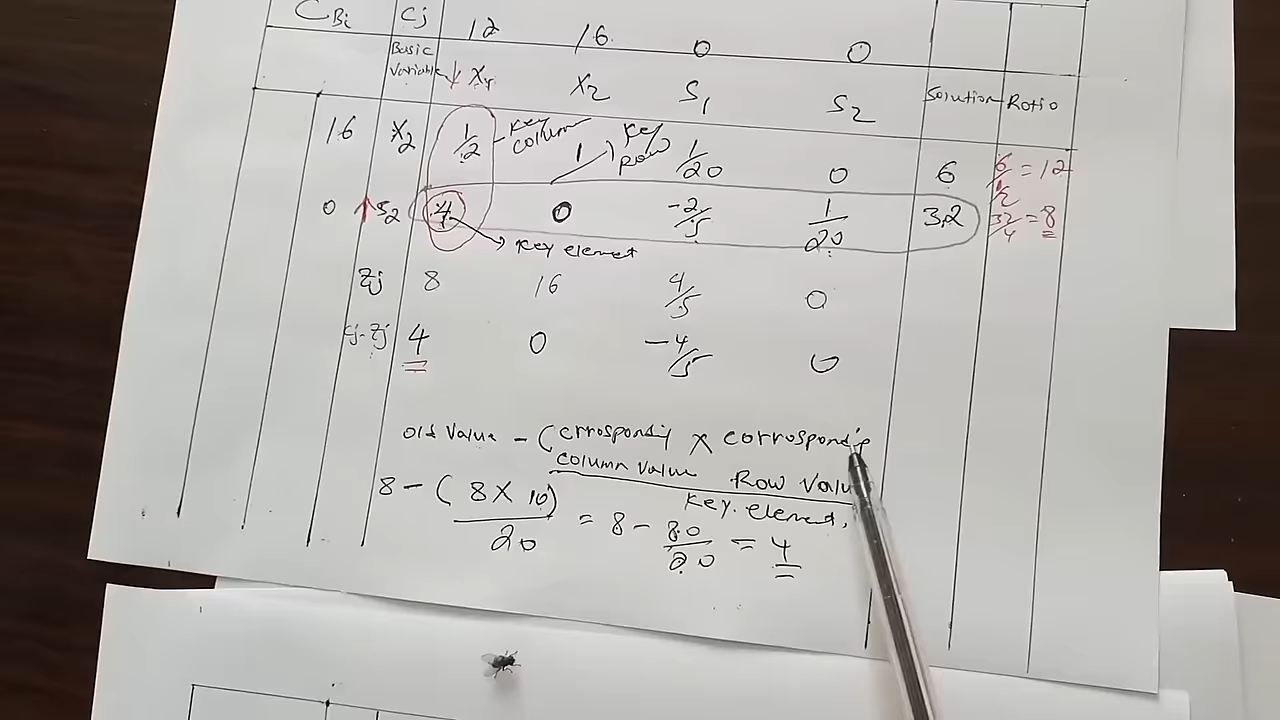 CBi Cj 12 16 0 0
Basic Variable X1 X2 S1 S2 Solution Ratio
16 X2 1/2 1 1/20 0 6 6/1/2 = 12
Key column
Key row
0 S2 4 0 -2/5 1/20 32 32/4 = 8
Key element
Zj 8 16 4/5 0
Cj-Zj 4 0 -4/5 0
Old Value - (Crrospondig X corrospondig
column value Row Valu
Key. element,
8 - (8 X 10)/20 = 8 - 80/20 = 4